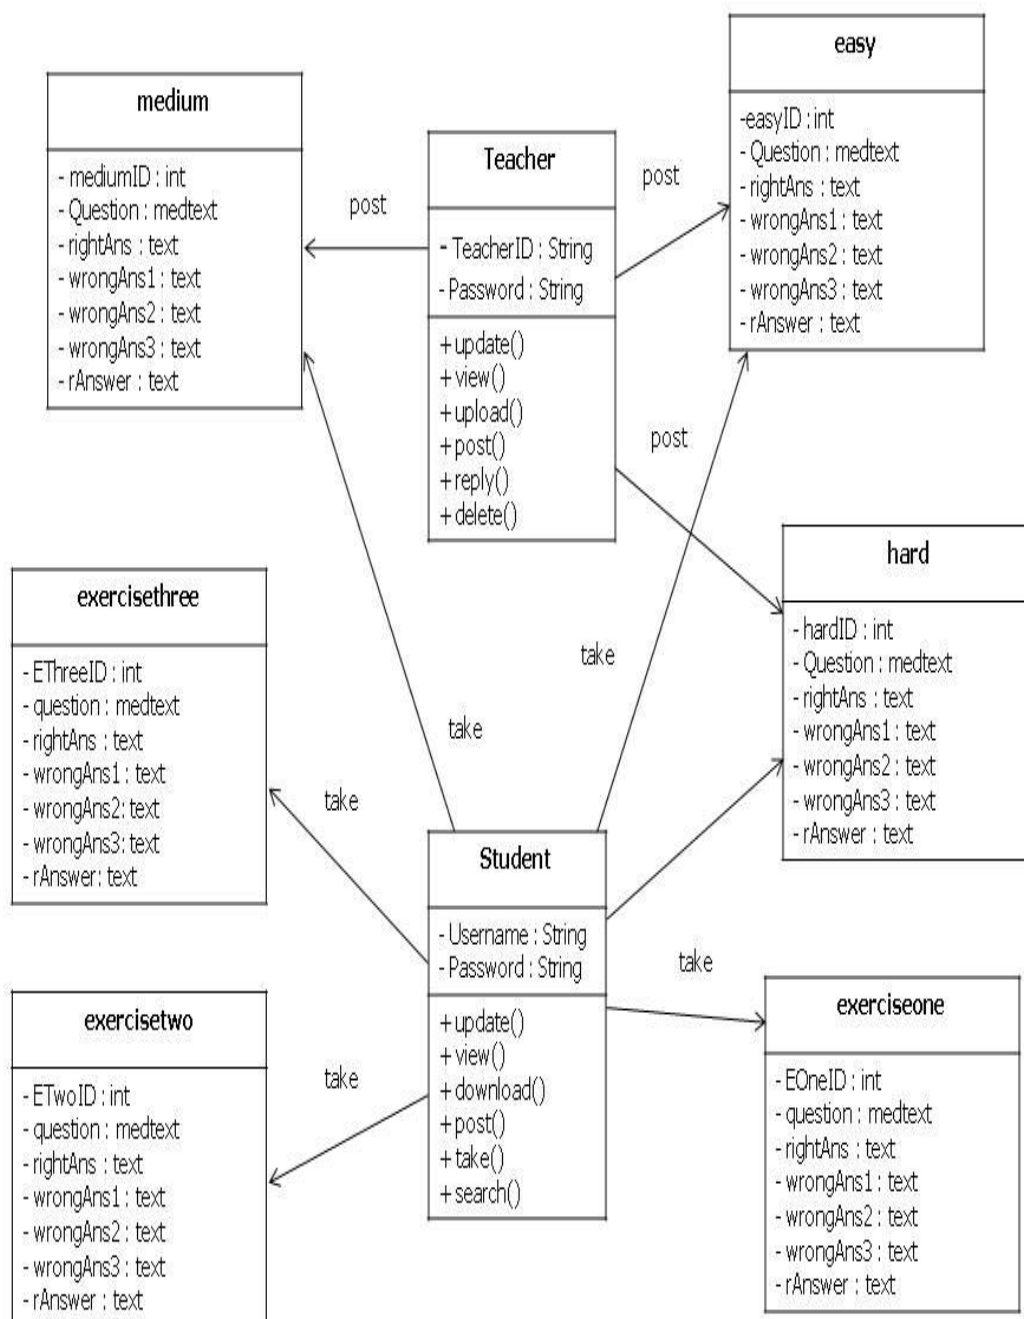 medium
- mediumID : int
- Question : medtext
- rightAns : text
- wrongAns1 : text
- wrongAns2 : text
- wrongAns3 : text
- rAnswer : text
post
Teacher
- TeacherID : String
- Password : String
+ update()
+ view()
+ upload()
+ post()
+ reply()
+ delete()
post
easy
-easyID : int
- Question : medtext
- rightAns : text
- wrongAns1 : text
- wrongAns2 : text
- wrongAns3 : text
- rAnswer : text
post
hard
- hardID : int
- Question : medtext
- rightAns : text
- wrongAns1 : text
- wrongAns2 : text
- wrongAns3 : text
- rAnswer : text
exercisethree
- EThreeID : int
- question : medtext
- rightAns : text
- wrongAns1 : text
- wrongAns2: text
- wrongAns3: text
- rAnswer: text
take
take
take
Student
- Username : String
- Password : String
+ update()
+ view()
+ download()
+ post()
+ take()
+ search()
take
exercisetwo
- ETwoID : int
- question : medtext
- rightAns : text
- wrongAns1 : text
- wrongAns2 : text
- wrongAns3 : text
- rAnswer : text
take
exerciseone
- EOneID : int
- question : medtext
- rightAns : text
- wrongAns1 : text
- wrongAns2 : text
- wrongAns3 : text
- rAnswer : text